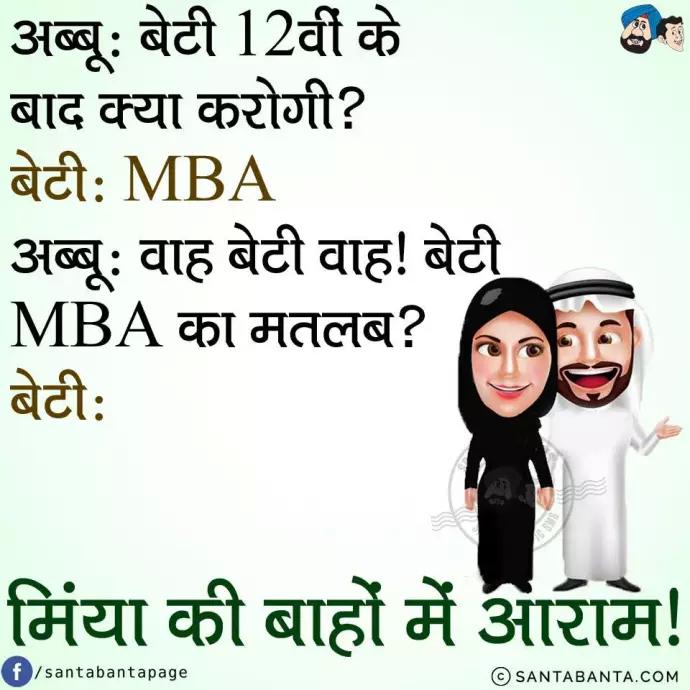 अब्बू: बेटी 12वीं के
बाद क्या करोगी?
बेटी: MBA
अब्बू: वाह बेटी वाह! बेटी
MBA का मतलब?
बेटी:
मिंया की बाहों में आराम!
f /santabantapage
© SANTABANTA.COM